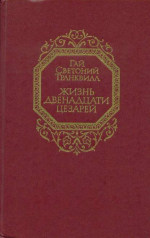 ГАЙ
СВЕТОНИЙ
ТРАНКВИЛЛ
ЖИЗНЬ
ДВЕНАДЦАТИ
ЦЕЗАРЕЙ